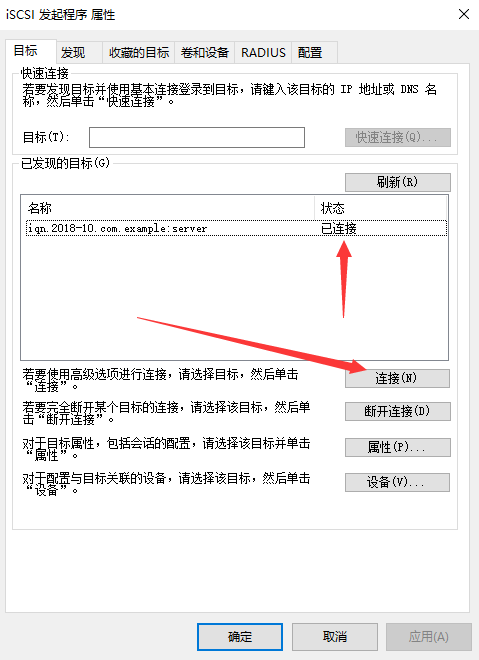 iSCSI 发起程序 属性
目标 发现 收藏的目标 卷和设备 RADIUS 配置
快速连接
若要发现目标并使用基本连接登录到目标，请键入该目标的 IP 地址或 DNS 名
称，然后单击“快速连接”。
目标(T):
快速连接(Q)...
已发现的目标(G)
刷新(R)
名称 状态
iqn.2018-10.com.example:server 已连接
若要使用高级选项进行连接，请选择目标，然后单击
“连接”。
连接(N)
若要完全断开某个目标的连接，请选择该目标，然后单
击“断开连接”。
断开连接(D)
对于目标属性，包括会话的配置，请选择该目标并单击
“属性”。
属性(P)...
对于配置与目标关联的设备，请选择该目标，然后单击
“设备”。
设备(V)...
确定 取消 应用(A)